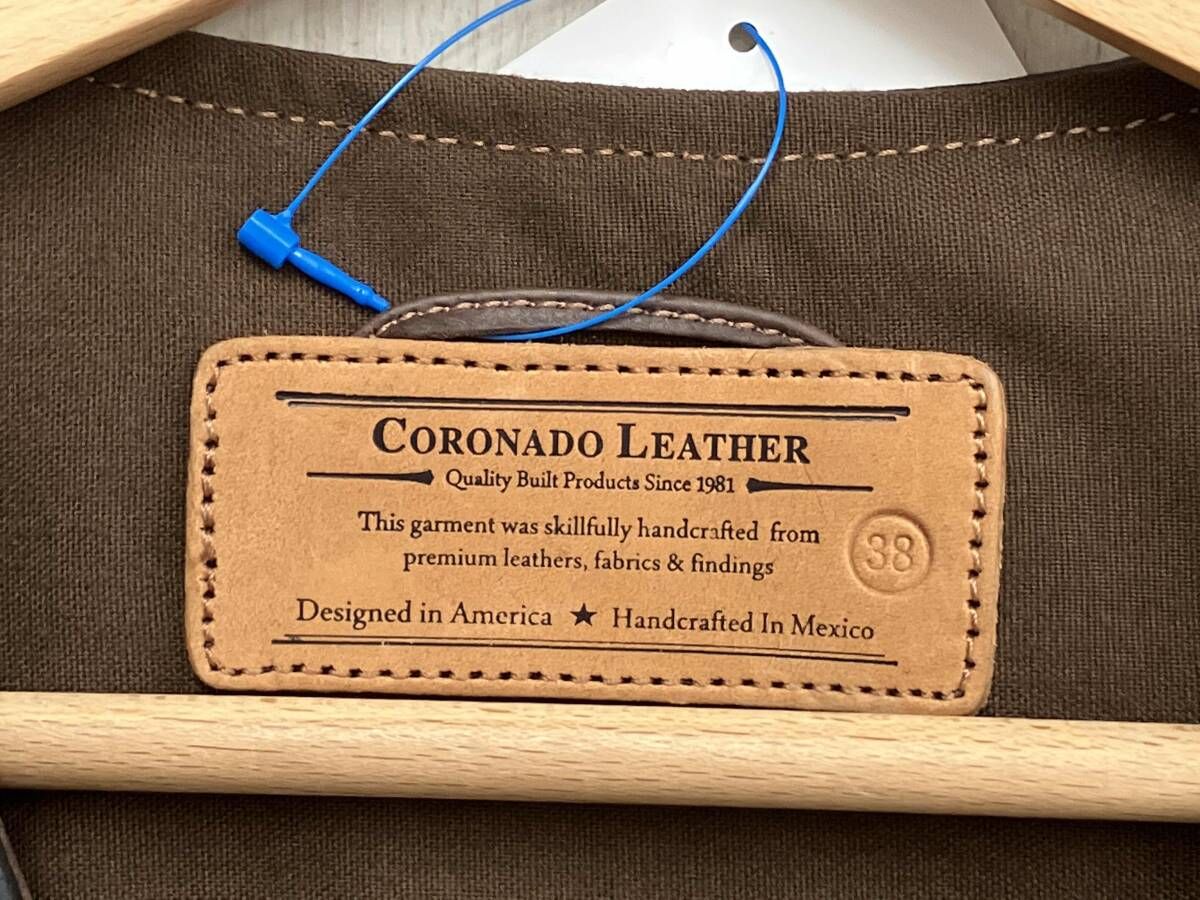 CORONADO LEATHER
Quality Built Products Since 1981
This garment was skillfully handcrafted from
premium leathers, fabrics & findings
38
Designed in America ★ Handcrafted In Mexico